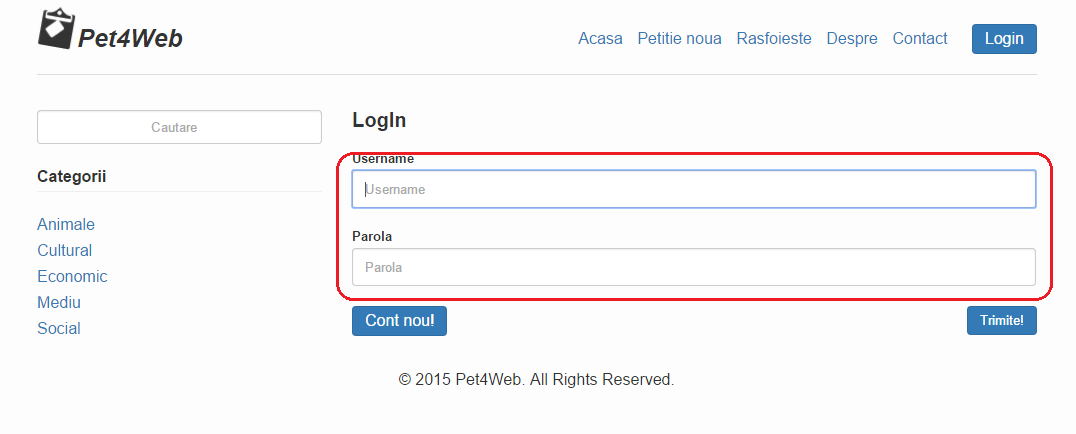 Pet4Web
Acasa Petitie noua Rasfoieste Despre Contact Login
Cautare
Categorii
Animale
Cultural
Economic
Mediu
Social
LogIn
Username
Username
Parola
Parola
Cont nou! Trimite!
© 2015 Pet4Web. All Rights Reserved.